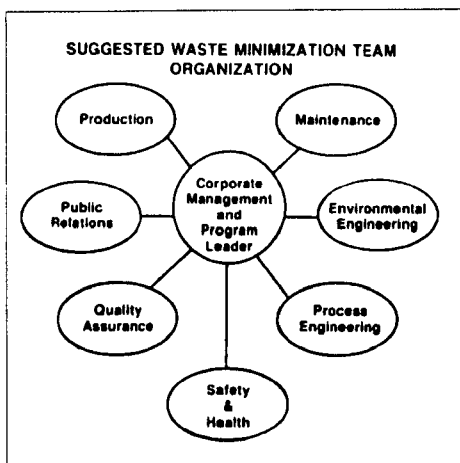 SUGGESTED WASTE MINIMIZATION TEAM
ORGANIZATION
Production
Maintenance
Corporate
Management
and
Program
Leader
Public
Relations
Environmental
Engineering
Quality
Assurance
Process
Engineering
Safety
&
Health